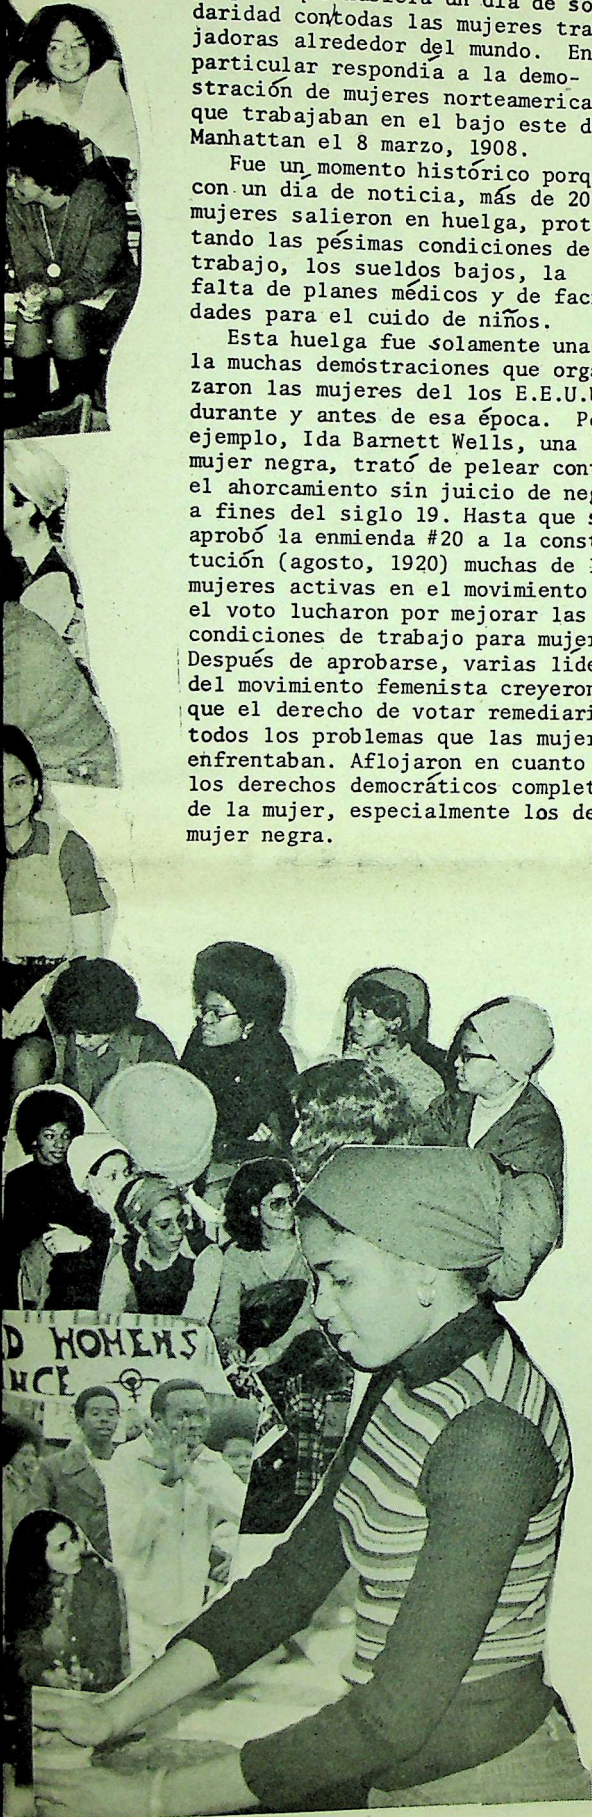 un día de so
daridad con/todas las mujeres tra
jadoras alrededor del mundo. En
particular respondía a la demo-
stración de mujeres norteamerica
que trabajaban en el bajo este d
Manhattan el 8 marzo, 1908.
Fue un momento histórico porq
con un día de noticia, más de 20
mujeres salieron en huelga, prot
tando las pésimas condiciones de
trabajo, los sueldos bajos, la
falta de planes médicos y de faci
dades para el cuido de niños.
Esta huelga fue solamente una
la muchas demostraciones que orga
zaron las mujeres del los E.E.U.U
durante y antes de esa época. Po
ejemplo, Ida Barnett Wells, una
mujer negra, trató de pelear cont
el ahorcamiento sin juicio de neg
a fines del siglo 19. Hasta que s
aprobó la enmienda #20 a la const
tución (agosto, 1920) muchas de l
mujeres activas en el movimiento
el voto lucharon por mejorar las
condiciones de trabajo para mujer
Después de aprobarse, varias líde
del movimiento femenista creyeron
que el derecho de votar remediarí
todos los problemas que las mujer
enfrentaban. Aflojaron en cuanto
los derechos democráticos complet
de la mujer, especialmente los de
mujer negra.
D WOMENS
NCE